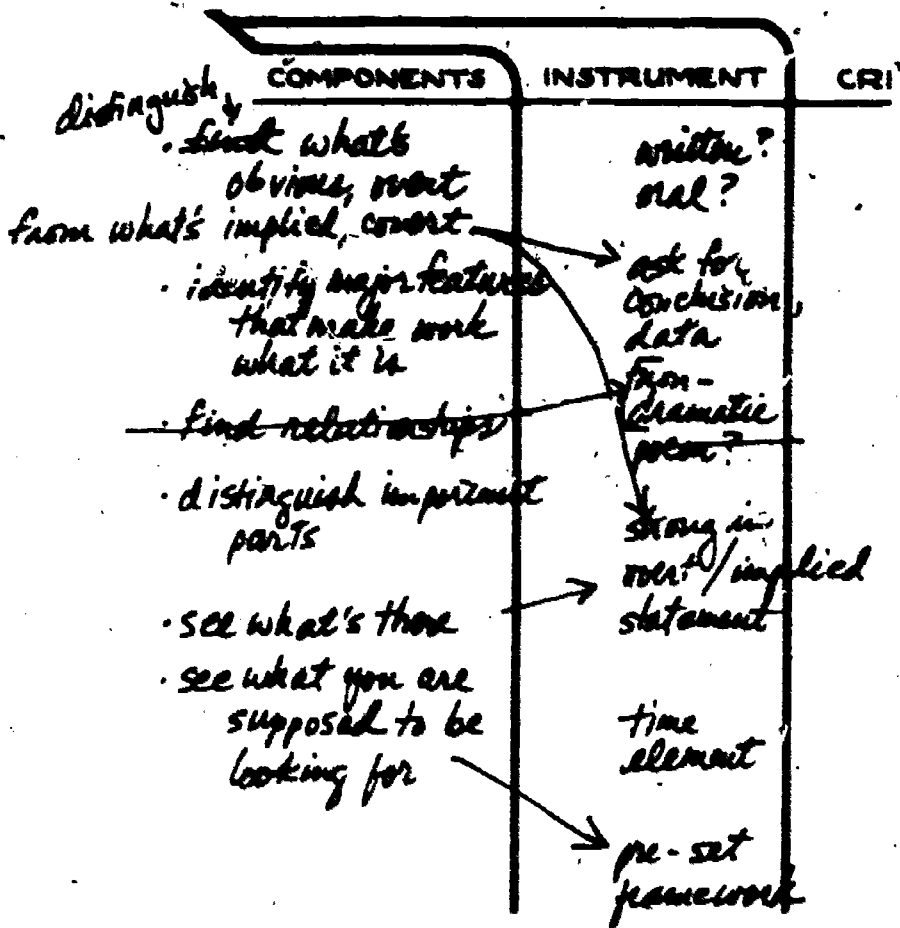 COMPONENTS
INSTRUMENT
CRI
distinguish
· find what's
obvious, overt
from what's implied, covert
· identify major features
that make work
what it is
· find relationships
· distinguish important
parts
· see what's there
· see what you are
supposed to be
looking for
written?
oral?
ask for
conclusion,
data
non-
dramatic
poem?
strong in
overt/implied
statement
time
element
pre-set
framework